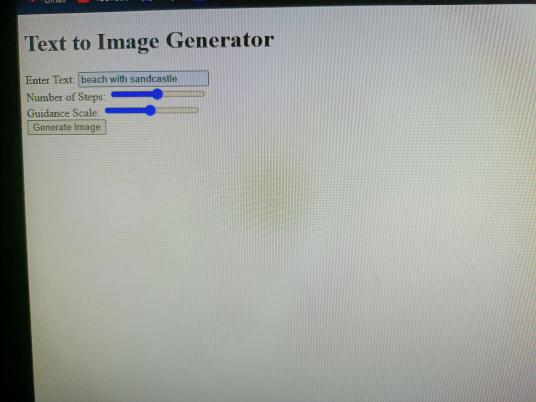 Text to Image Generator
Enter Text: beach with sandcastle
Number of Steps:
Guidance Scale:
Generate Image